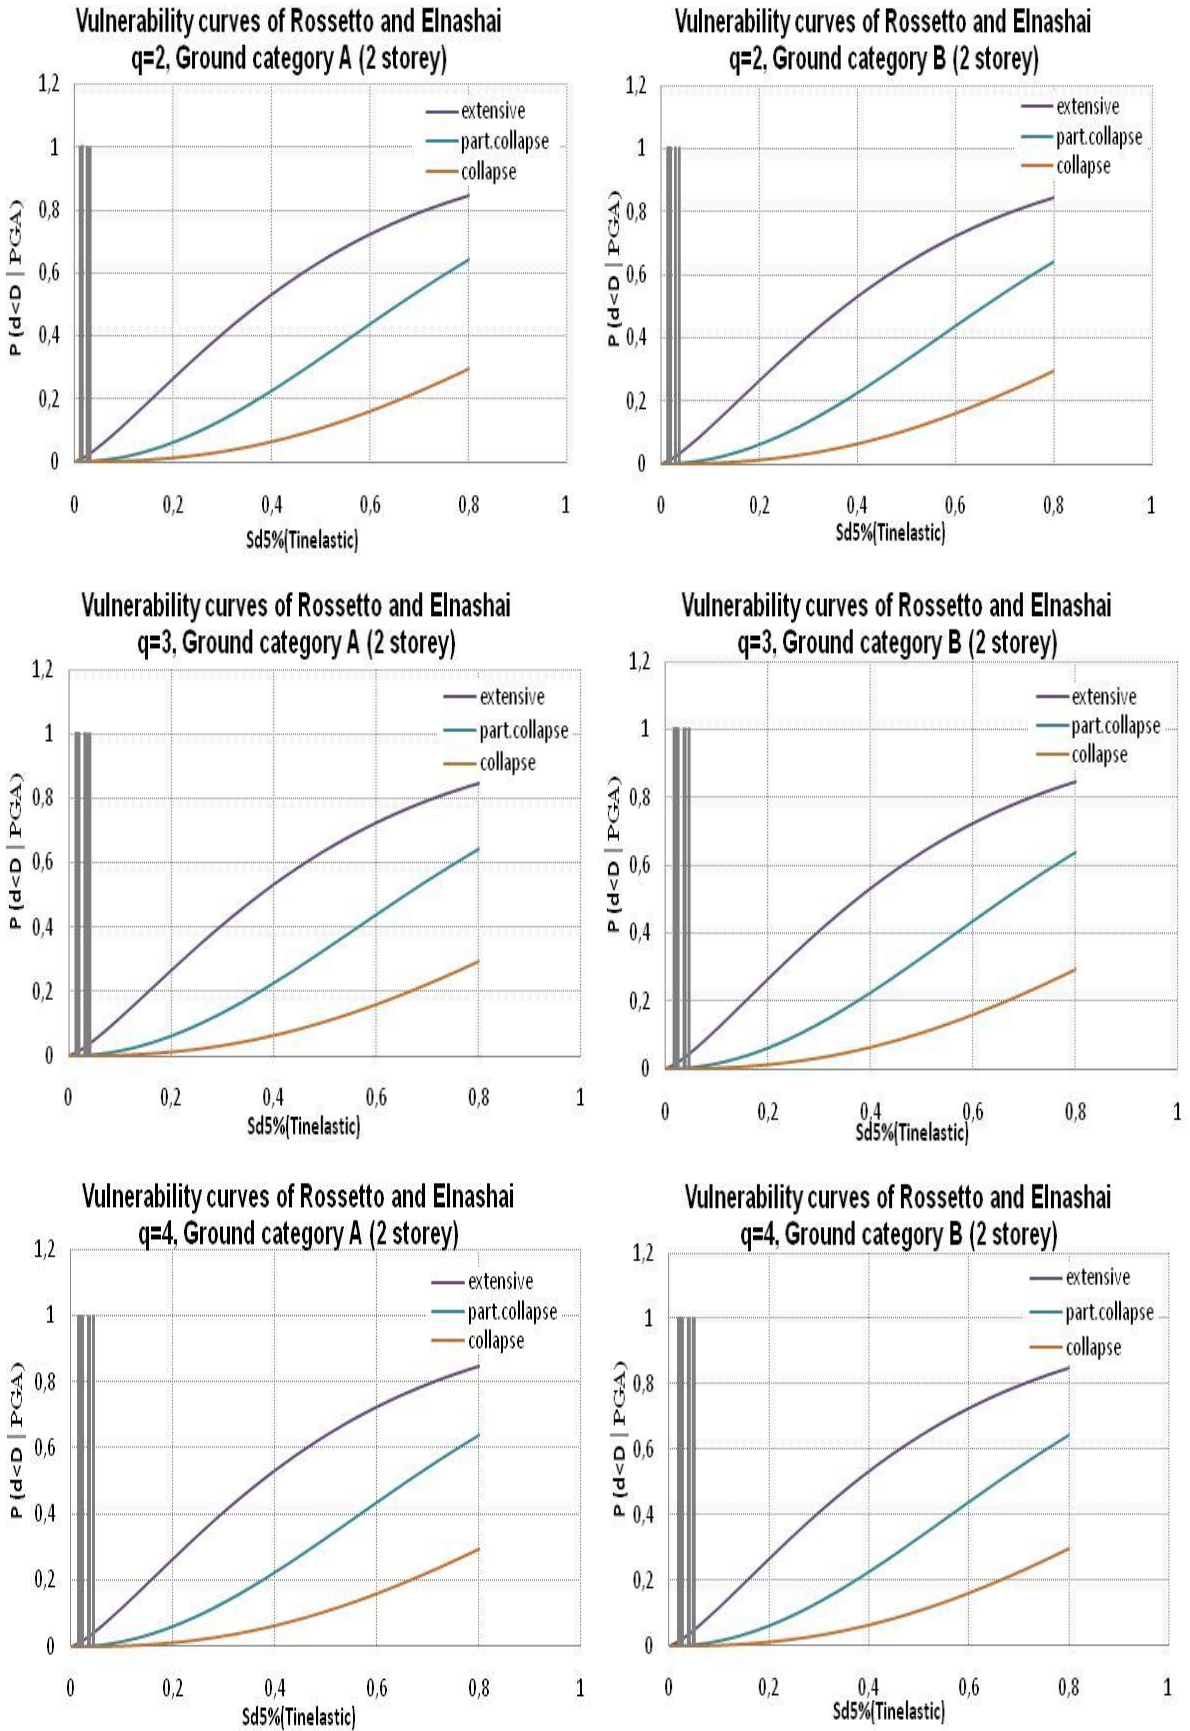 Vulnerability curves of Rossetto and Elnashai
q=2, Ground category A (2 storey)
1,2
1
0,8
0,6
0,4
0,2
0
P (d<D | PGA)
extensive
part.collapse
collapse
0 0,2 0,4 0,6 0,8 1
Sd5%(Tinelastic)
Vulnerability curves of Rossetto and Elnashai
q=2, Ground category B (2 storey)
1,2
1
0,8
0,6
0,4
0,2
0
P (d<D | PGA)
extensive
part.collapse
collapse
0 0,2 0,4 0,6 0,8 1
Sd5%(Tinelastic)
Vulnerability curves of Rossetto and Elnashai
q=3, Ground category A (2 storey)
1,2
1
0,8
0,6
0,4
0,2
0
P (d<D | PGA)
extensive
part.collapse
collapse
0 0,2 0,4 0,6 0,8 1
Sd5%(Tinelastic)
Vulnerability curves of Rossetto and Elnashai
q=3, Ground category B (2 storey)
1,2
1
0,8
0,6
0,4
0,2
0
P (d<D | PGA)
extensive
part.collapse
collapse
0 0,2 0,4 0,6 0,8 1
Sd5%(Tinelastic)
Vulnerability curves of Rossetto and Elnashai
q=4, Ground category A (2 storey)
1,2
1
0,8
0,6
0,4
0,2
0
P (d<D | PGA)
extensive
part.collapse
collapse
0 0,2 0,4 0,6 0,8 1
Sd5%(Tinelastic)
Vulnerability curves of Rossetto and Elnashai
q=4, Ground category B (2 storey)
1,2
1
0,8
0,6
0,4
0,2
0
P (d<D | PGA)
extensive
part.collapse
collapse
0 0,2 0,4 0,6 0,8 1
Sd5%(Tinelastic)